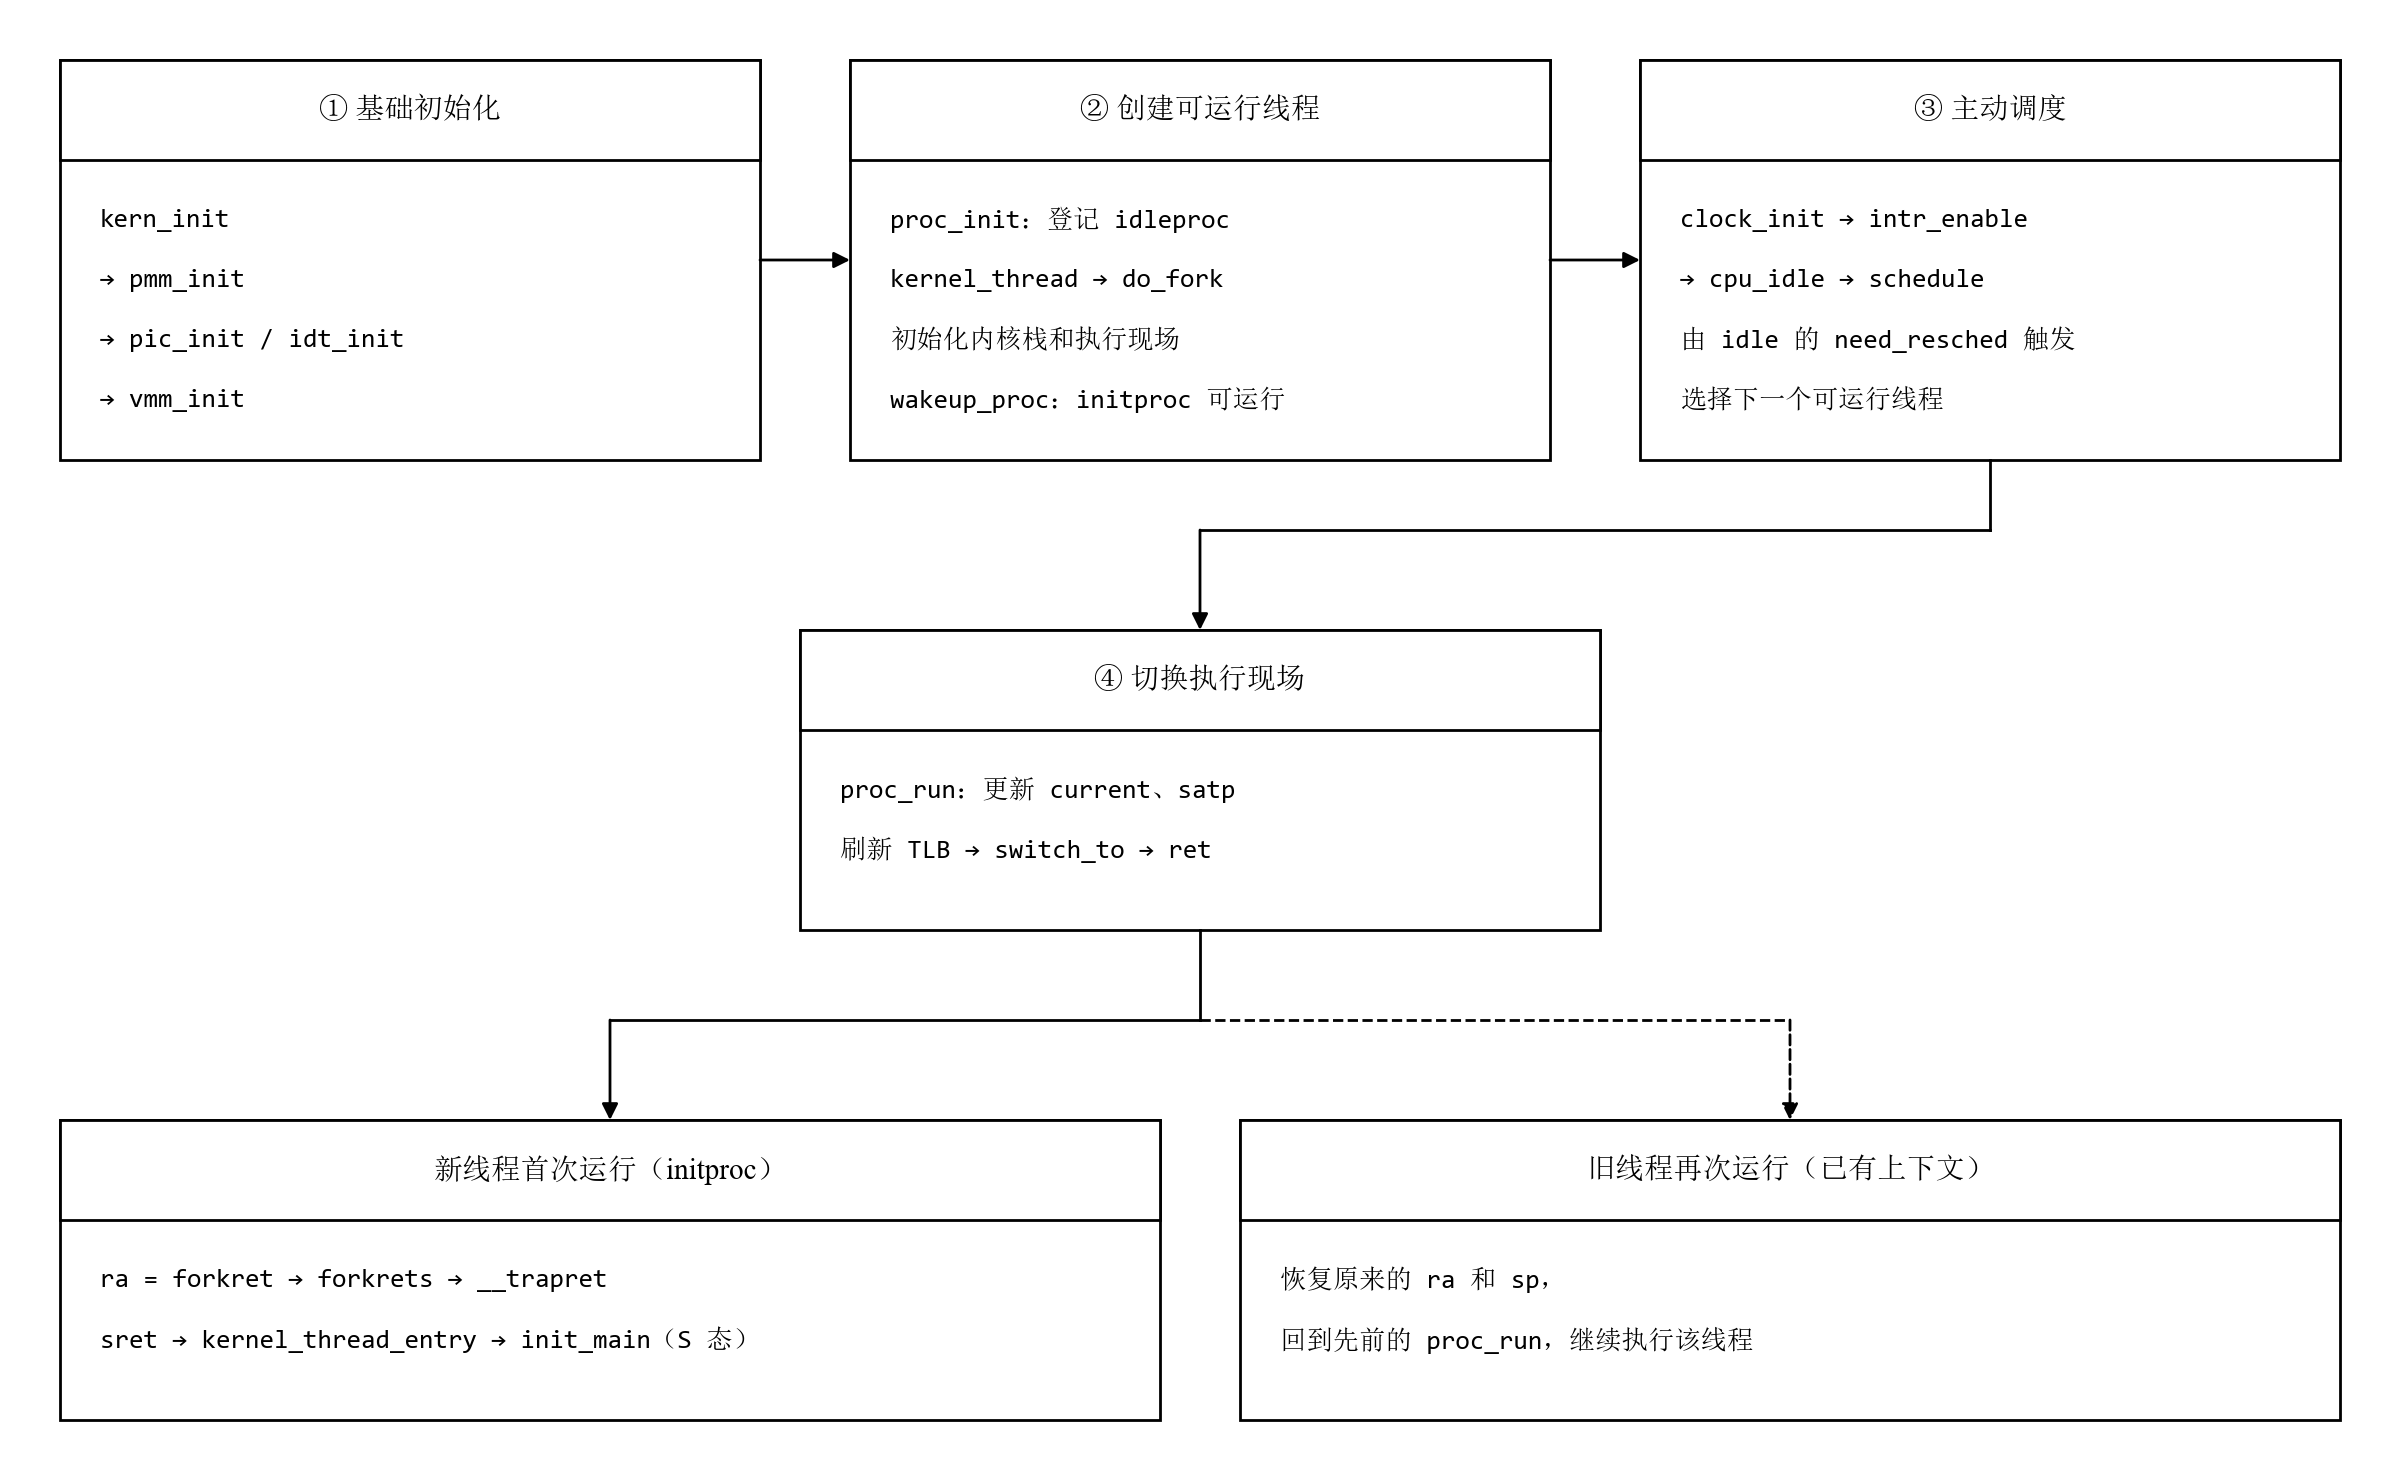 ① 基础初始化
kern_init
→ pmm_init
→ pic_init / idt_init
→ vmm_init
② 创建可运行线程
proc_init：登记 idleproc
kernel_thread → do_fork
初始化内核栈和执行现场
wakeup_proc：initproc 可运行
③ 主动调度
clock_init → intr_enable
→ cpu_idle → schedule
由 idle 的 need_resched 触发
选择下一个可运行线程
④ 切换执行现场
proc_run：更新 current、satp
刷新 TLB → switch_to → ret
新线程首次运行（initproc）
ra = forkret → forkrets → __trapret
sret → kernel_thread_entry → init_main（S 态）
旧线程再次运行（已有上下文）
恢复原来的 ra 和 sp，
回到先前的 proc_run，继续执行该线程